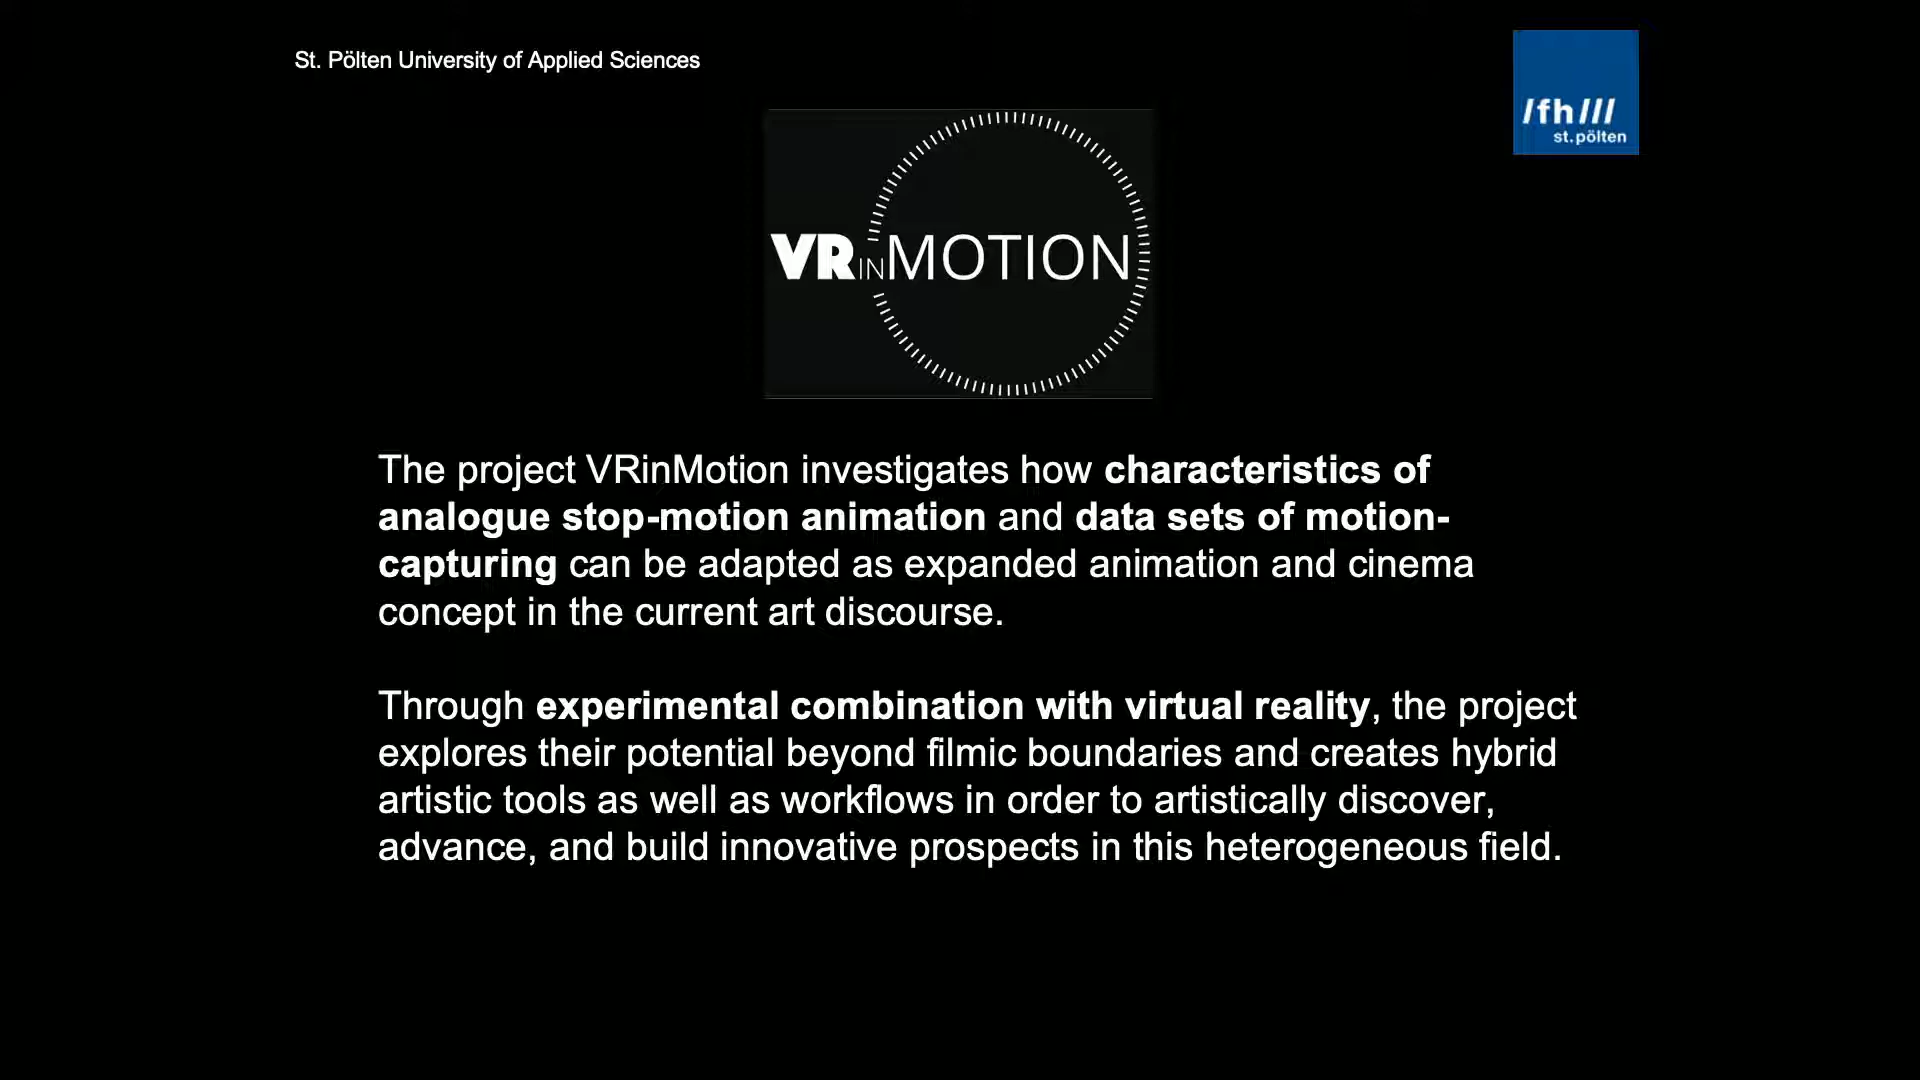 St. Pölten University of Applied Sciences
/fh///
st.pölten
VRINMOTION
The project VRinMotion investigates how characteristics of
analogue stop-motion animation and data sets of motion-
capturing can be adapted as expanded animation and cinema
concept in the current art discourse.
Through experimental combination with virtual reality, the project
explores their potential beyond filmic boundaries and creates hybrid
artistic tools as well as workflows in order to artistically discover,
advance, and build innovative prospects in this heterogeneous field.